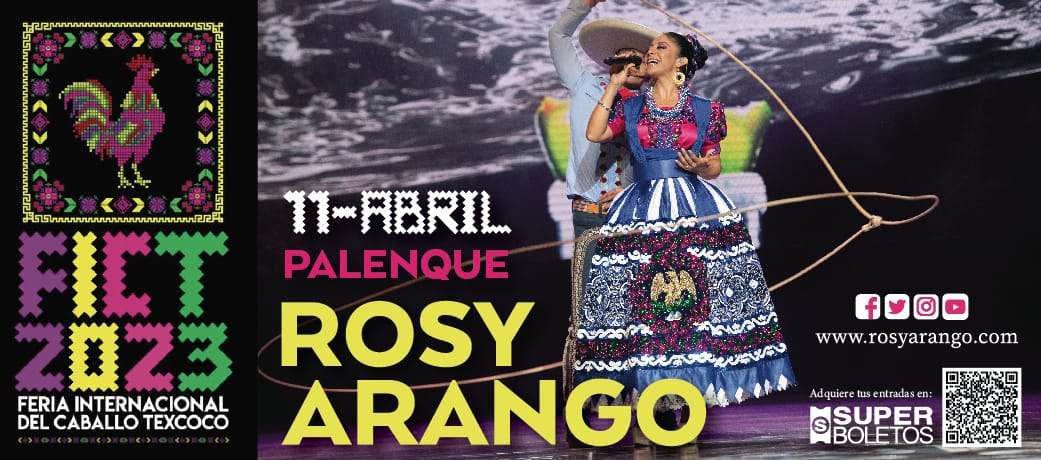 FICT
2023
FERIA INTERNACIONAL
DEL CABALLO TEXCOCO
11-ABRIL
PALENQUE
ROSY
ARANGO
www.rosyarango.com
Adquiere tus entradas en:
SUPER
BOLETOS